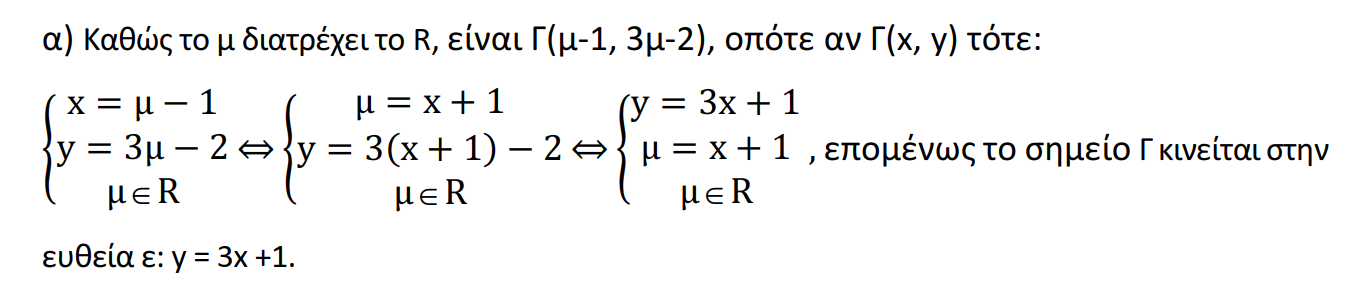 α) Καθώς το μ διατρέχει το R, είναι Γ(μ-1, 3μ-2), οπότε αν Γ(x, y) τότε:
{ x = μ − 1 , y = 3μ − 2 , μ ∈ R ⇔ { μ = x + 1 , y = 3(x + 1) − 2 , μ ∈ R ⇔ { y = 3x + 1 , μ = x + 1 , μ ∈ R , επομένως το σημείο Γ κινείται στην
ευθεία ε: y = 3x +1.